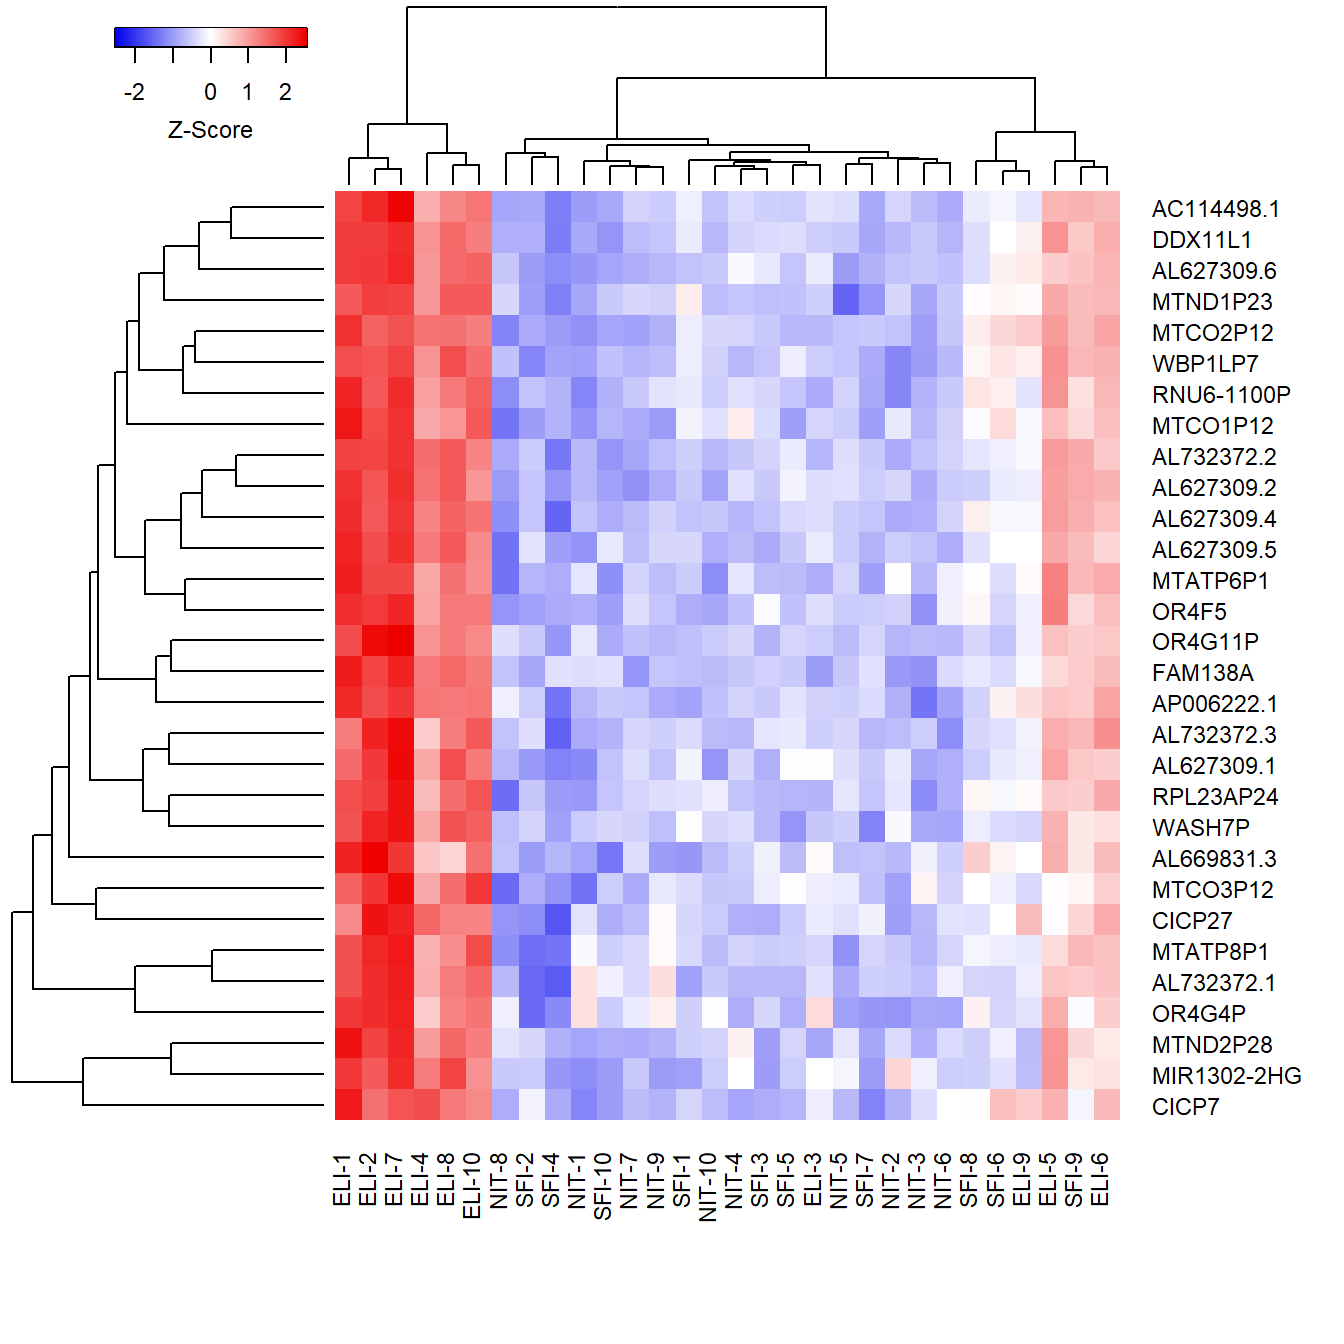 -2 0 1 2
Z-Score
AC114498.1
DDX11L1
AL627309.6
MTND1P23
MTCO2P12
WBP1LP7
RNU6-1100P
MTCO1P12
AL732372.2
AL627309.2
AL627309.4
AL627309.5
MTATP6P1
OR4F5
OR4G11P
FAM138A
AP006222.1
AL732372.3
AL627309.1
RPL23AP24
WASH7P
AL669831.3
MTCO3P12
CICP27
MTATP8P1
AL732372.1
OR4G4P
MTND2P28
MIR1302-2HG
CICP7
ELI-1
ELI-2
ELI-7
ELI-4
ELI-8
ELI-10
NIT-8
SFI-2
SFI-4
NIT-1
SFI-10
NIT-7
NIT-9
SFI-1
NIT-10
NIT-4
SFI-3
SFI-5
ELI-3
NIT-5
SFI-7
NIT-2
NIT-3
NIT-6
SFI-8
SFI-6
ELI-9
ELI-5
SFI-9
ELI-6